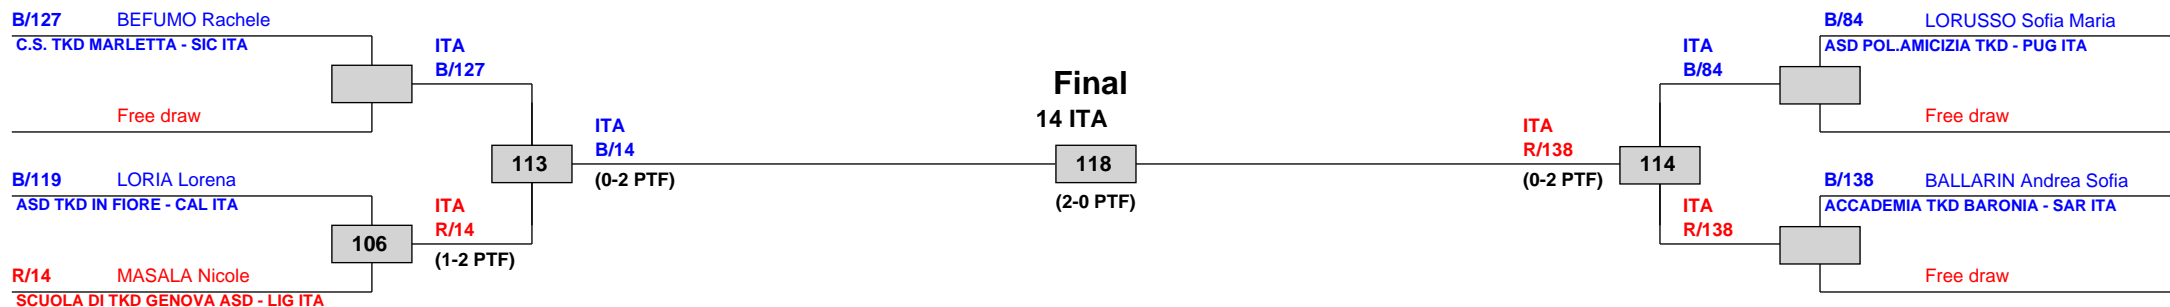 B/127 BEFUMO Rachele
C.S. TKD MARLETTA - SIC ITA
Free draw
ITA
B/127
B/119 LORIA Lorena
ASD TKD IN FIORE - CAL ITA
106
R/14 MASALA Nicole
SCUOLA DI TKD GENOVA ASD - LIG ITA
ITA
R/14
(1-2 PTF)
113
ITA
B/14
(0-2 PTF)
Final
14 ITA
118
(2-0 PTF)
ITA
R/138
(0-2 PTF)
114
ITA
B/84
ITA
R/138
B/84 LORUSSO Sofia Maria
ASD POL.AMICIZIA TKD - PUG ITA
Free draw
B/138 BALLARIN Andrea Sofia
ACCADEMIA TKD BARONIA - SAR ITA
Free draw